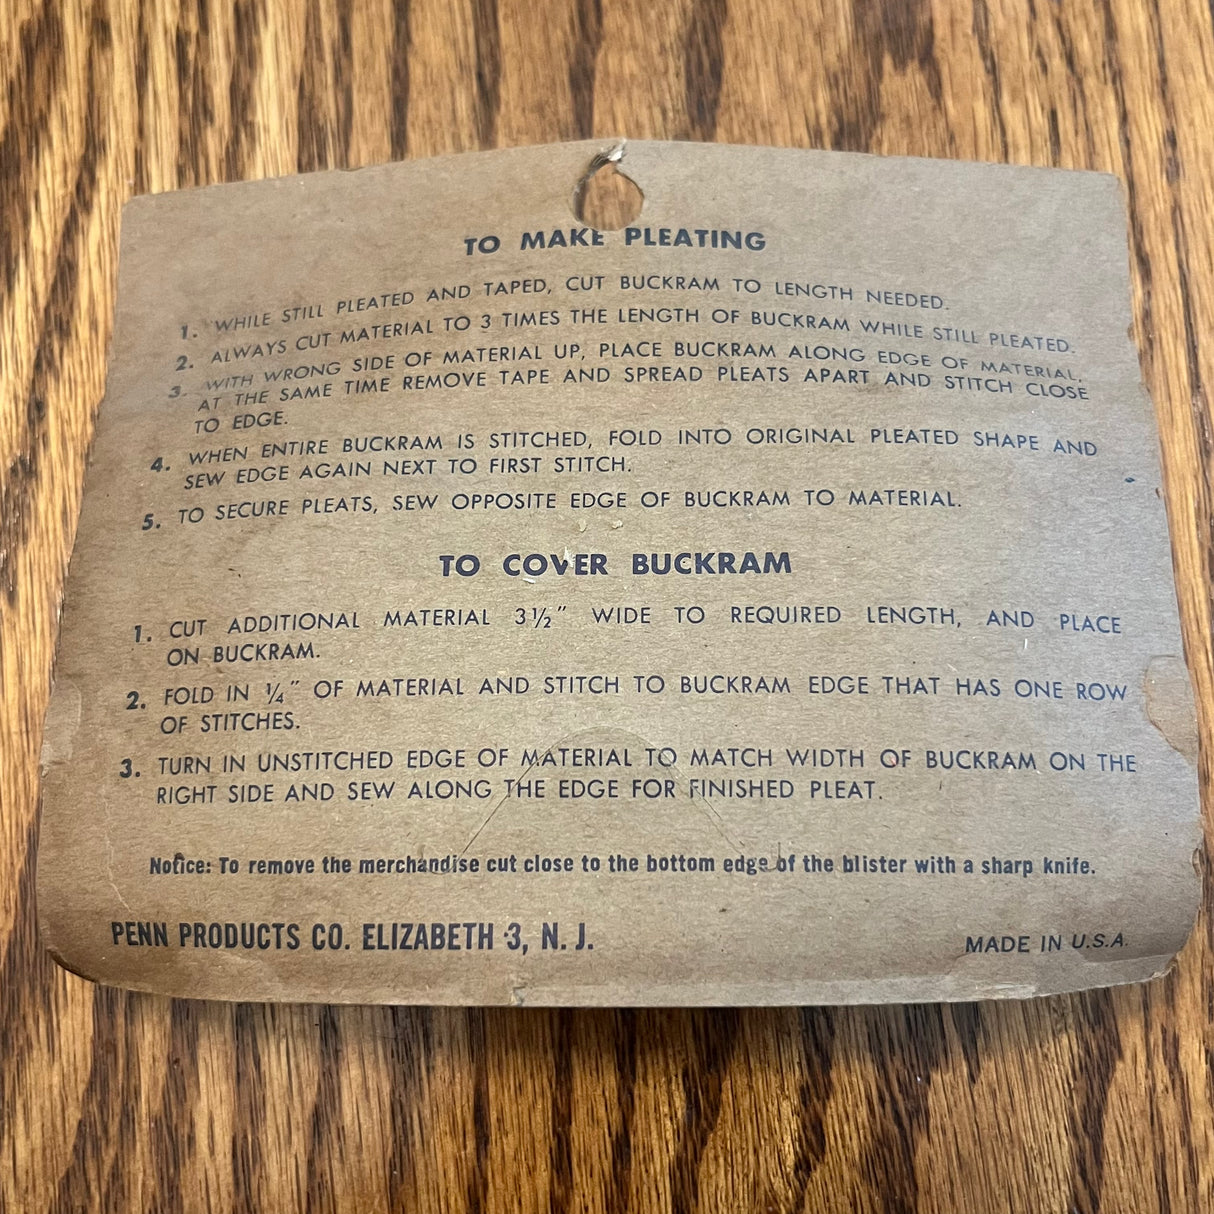 TO MAKE PLEATING
1. WHILE STILL PLEATED AND TAPED, CUT BUCKRAM TO LENGTH NEEDED.
2. ALWAYS CUT MATERIAL TO 3 TIMES THE LENGTH OF BUCKRAM WHILE STILL PLEATED.
3. WITH WRONG SIDE OF MATERIAL UP, PLACE BUCKRAM ALONG EDGE OF MATERIAL,
AT THE SAME TIME REMOVE TAPE AND SPREAD PLEATS APART AND STITCH CLOSE
TO EDGE.
4. WHEN ENTIRE BUCKRAM IS STITCHED, FOLD INTO ORIGINAL PLEATED SHAPE AND
SEW EDGE AGAIN NEXT TO FIRST STITCH.
5. TO SECURE PLEATS, SEW OPPOSITE EDGE OF BUCKRAM TO MATERIAL.
TO COVER BUCKRAM
1. CUT ADDITIONAL MATERIAL 3½" WIDE TO REQUIRED LENGTH, AND PLACE
ON BUCKRAM.
2. FOLD IN ¼" OF MATERIAL AND STITCH TO BUCKRAM EDGE THAT HAS ONE ROW
OF STITCHES.
3. TURN IN UNSTITCHED EDGE OF MATERIAL TO MATCH WIDTH OF BUCKRAM ON THE
RIGHT SIDE AND SEW ALONG THE EDGE FOR FINISHED PLEAT.
Notice: To remove the merchandise cut close to the bottom edge of the blister with a sharp knife.
PENN PRODUCTS CO. ELIZABETH 3, N. J.
MADE IN U.S.A.